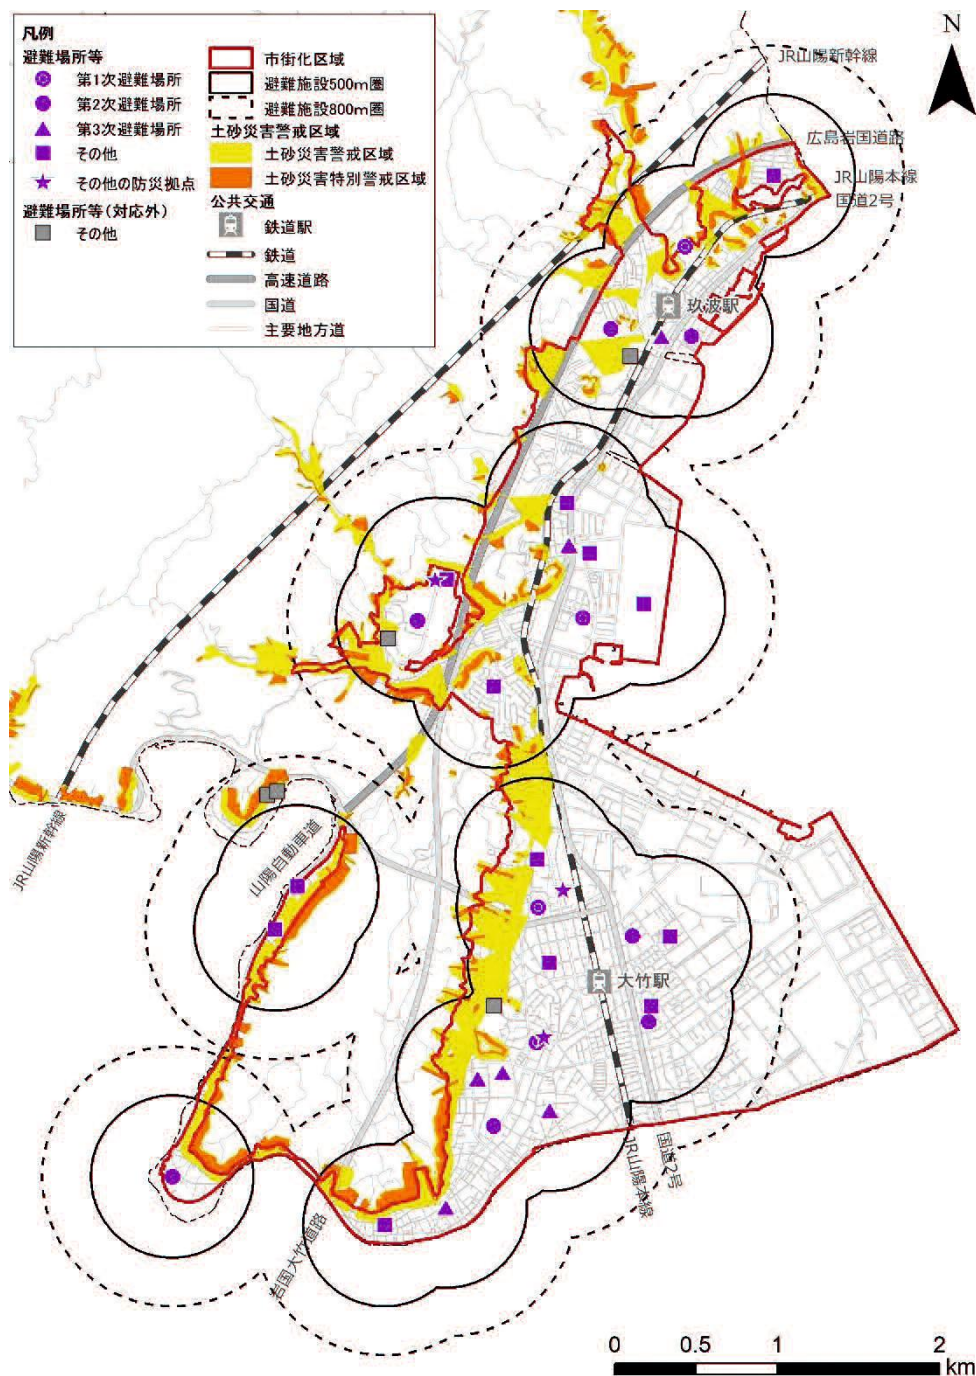 凡例
避難場所等
第1次避難場所
第2次避難場所
第3次避難場所
その他
その他の防災拠点
避難場所等(対応外)
その他
市街化区域
避難施設500m圏
避難施設800m圏
土砂災害警戒区域
土砂災害警戒区域
土砂災害特別警戒区域
公共交通
鉄道駅
鉄道
高速道路
国道
主要地方道
N
JR山陽新幹線
広島岩国道路
JR山陽本線
国道2号
玖波駅
JR山陽新幹線
山陽自動車道
大竹駅
国道2号
JR山陽本線
岩国大竹道路
0 0.5 1 2
km